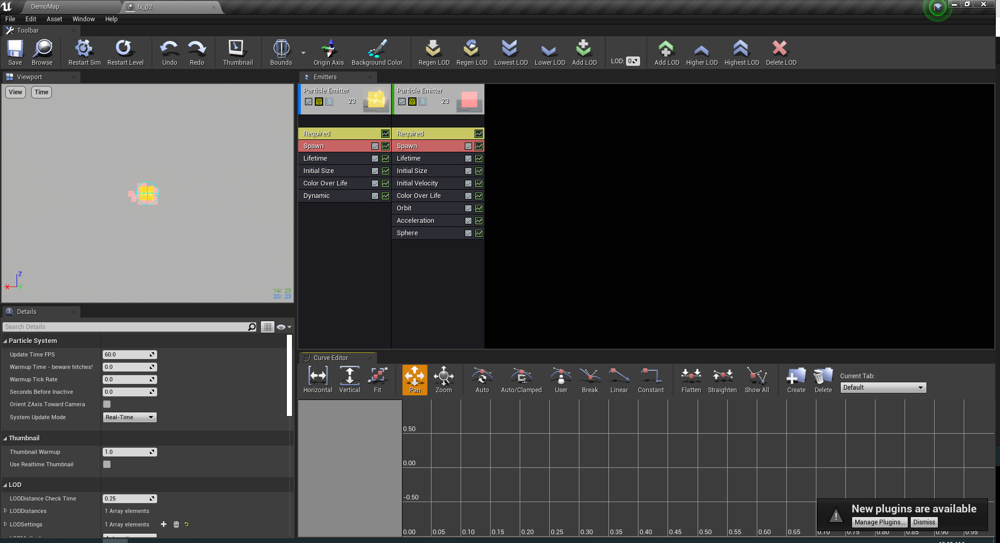 DemoMap
fx_02
File Edit Asset Window Help
Toolbar
Save Browse Restart Sim Restart Level Undo Redo Thumbnail Bounds Origin Axis Background Color Regen LOD Regen LOD Lowest LOD Lower LOD Add LOD LOD: 0 Add LOD Higher LOD Highest LOD Delete LOD
Viewport
View Time
Z
X Y
14/ 23
20/ 23
Emitters
Particle Emitter
S 23
Required
Spawn
Lifetime
Initial Size
Color Over Life
Dynamic
Particle Emitter
S 23
Required
Spawn
Lifetime
Initial Size
Initial Velocity
Color Over Life
Orbit
Acceleration
Sphere
Details
Search Details
Particle System
Update Time FPS 60.0
Warmup Time - beware hitches! 0.0
Warmup Tick Rate 0.0
Seconds Before Inactive 0.0
Orient ZAxis Toward Camera
System Update Mode Real-Time
Thumbnail
Thumbnail Warmup 1.0
Use Realtime Thumbnail
LOD
LODDistance Check Time 0.25
LODDistances 1 Array elements
LODSettings 1 Array elements
Curve Editor
Horizontal Vertical Fit Pan Zoom Auto Auto/Clamped User Break Linear Constant Flatten Straighten Show All Create Delete
Current Tab:
Default
0.50
0.00
-0.50
0.00 0.05 0.10 0.15 0.20 0.25 0.30 0.35 0.40 0.45 0.50 0.55 0.60 0.65 0.70 0.75 0.80 0.85 0.90 0.95
New plugins are available
Manage Plugins... Dismiss